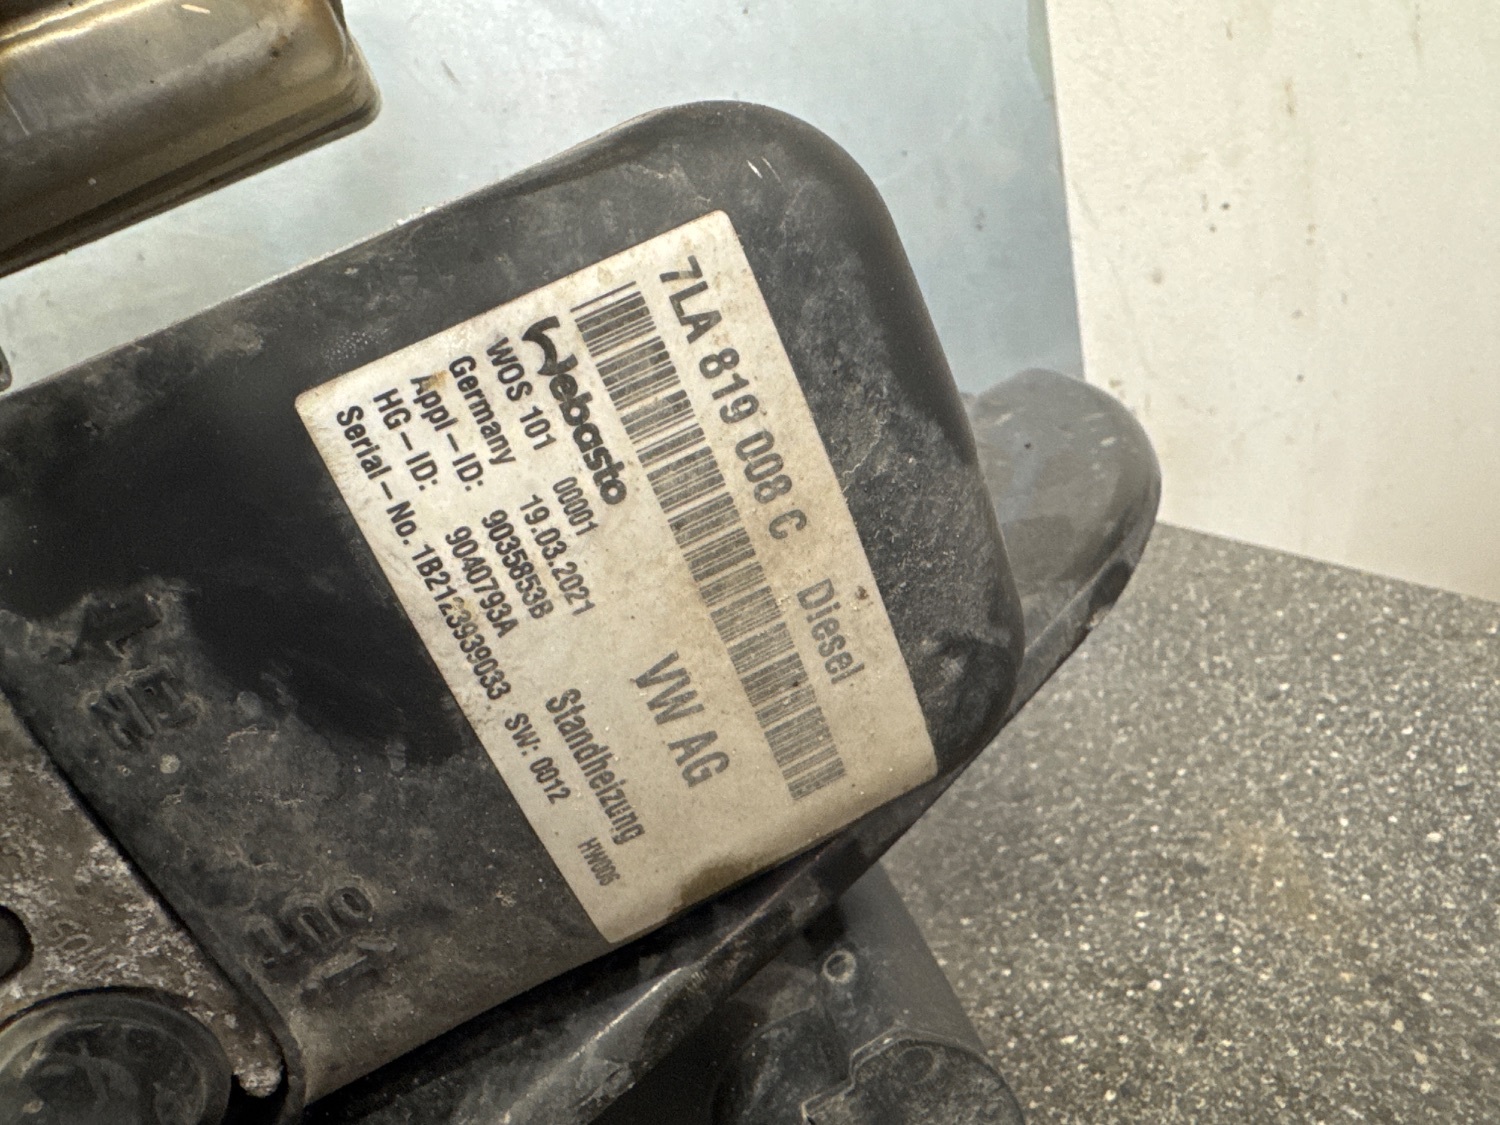 7LA 819 008 C Diesel
Webasto VW AG
WOS 101 00001
Germany 19.03.2021 Standheizung
Appl-ID: 9035853B
HG-ID: 9040793A SW: 0012 HW006
Serial-No. 1B2123939033